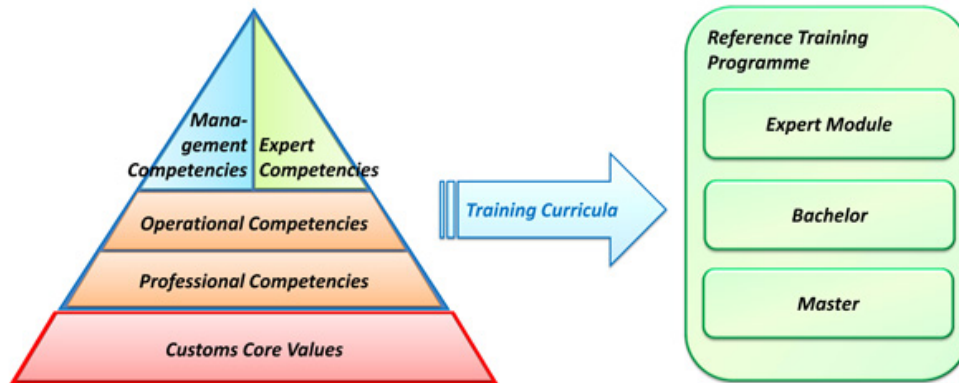 Mana-
gement
Competencies
Expert
Competencies
Operational Competencies
Professional Competencies
Customs Core Values
Training Curricula
Reference Training
Programme
Expert Module
Bachelor
Master